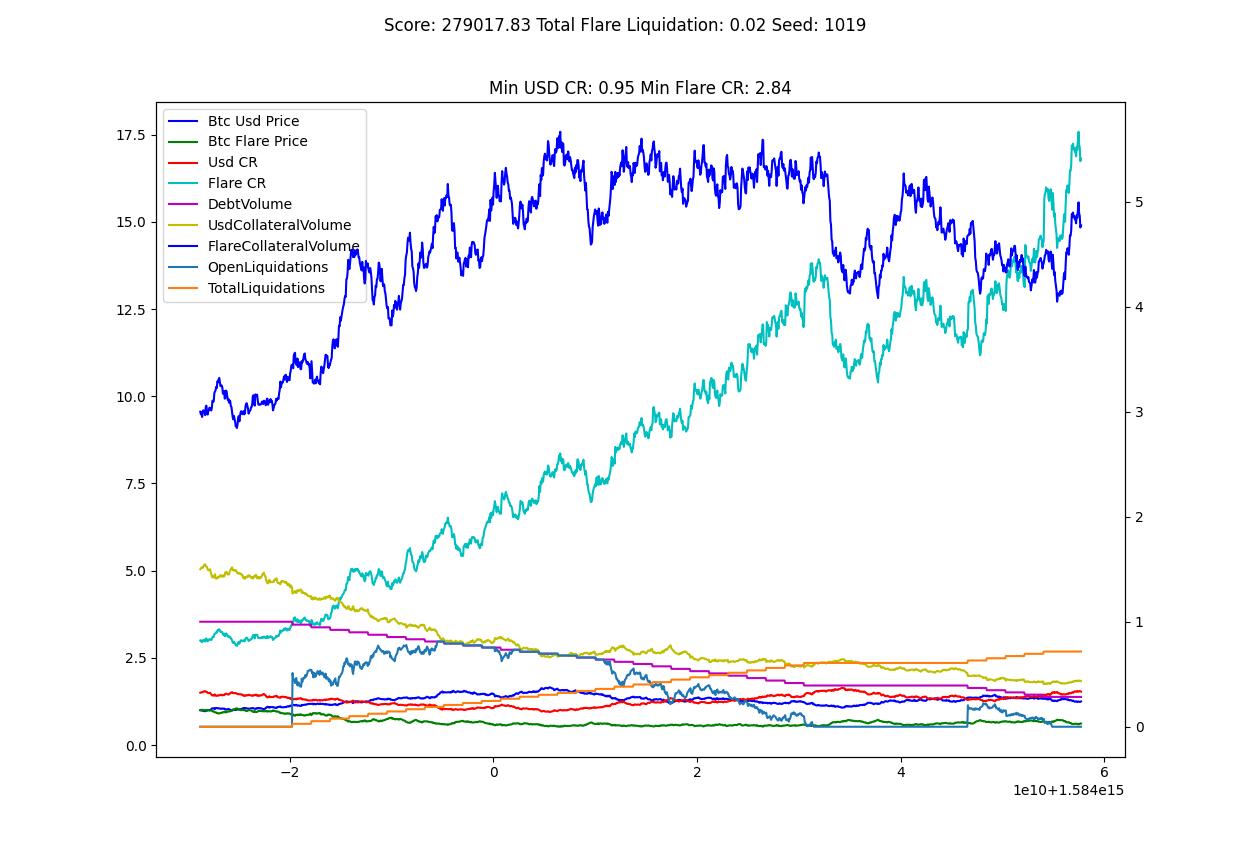 Score: 279017.83 Total Flare Liquidation: 0.02 Seed: 1019
Min USD CR: 0.95 Min Flare CR: 2.84
Btc Usd Price
Btc Flare Price
Usd CR
Flare CR
DebtVolume
UsdCollateralVolume
FlareCollateralVolume
OpenLiquidations
TotalLiquidations
17.5
15.0
12.5
10.0
7.5
5.0
2.5
0.0
5
4
3
2
1
0
−2
0
2
4
6
1e10+1.584e15